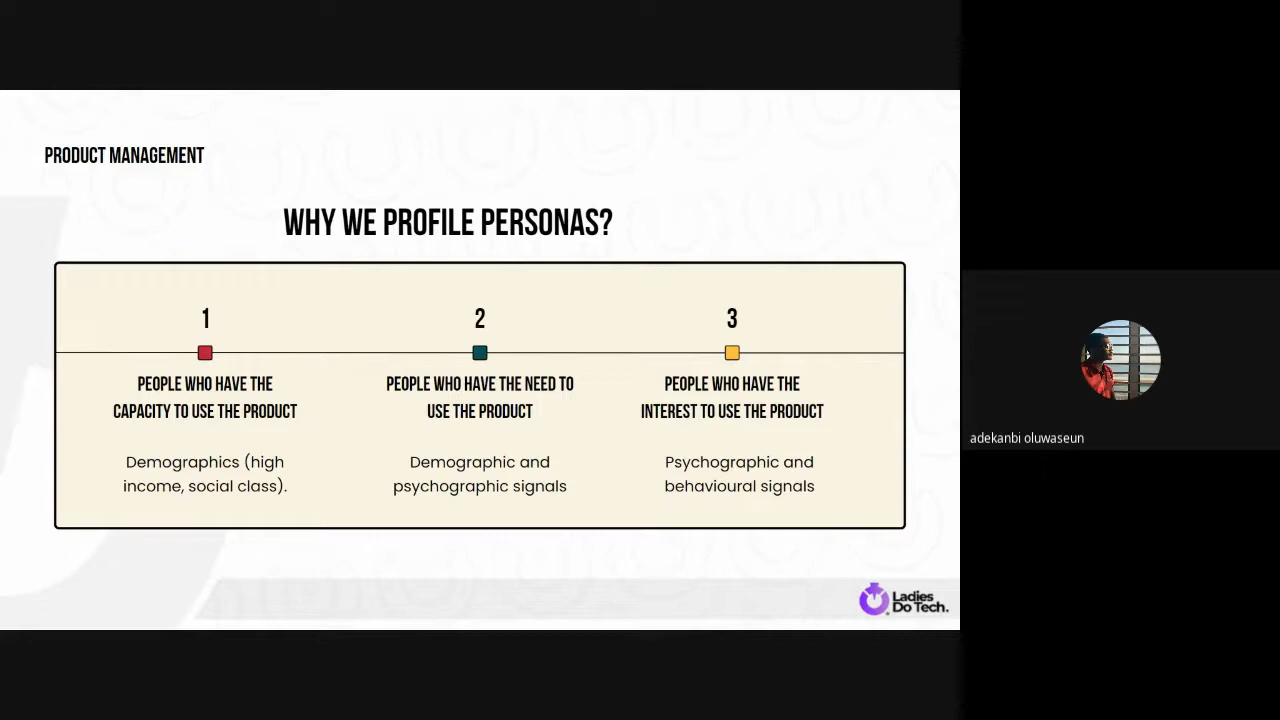 PRODUCT MANAGEMENT
WHY WE PROFILE PERSONAS?
1
PEOPLE WHO HAVE THE
CAPACITY TO USE THE PRODUCT
Demographics (high
income, social class).
2
PEOPLE WHO HAVE THE NEED TO
USE THE PRODUCT
Demographic and
psychographic signals
3
PEOPLE WHO HAVE THE
INTEREST TO USE THE PRODUCT
Psychographic and
behavioural signals
Ladies
Do Tech.
adekanbi oluwaseun